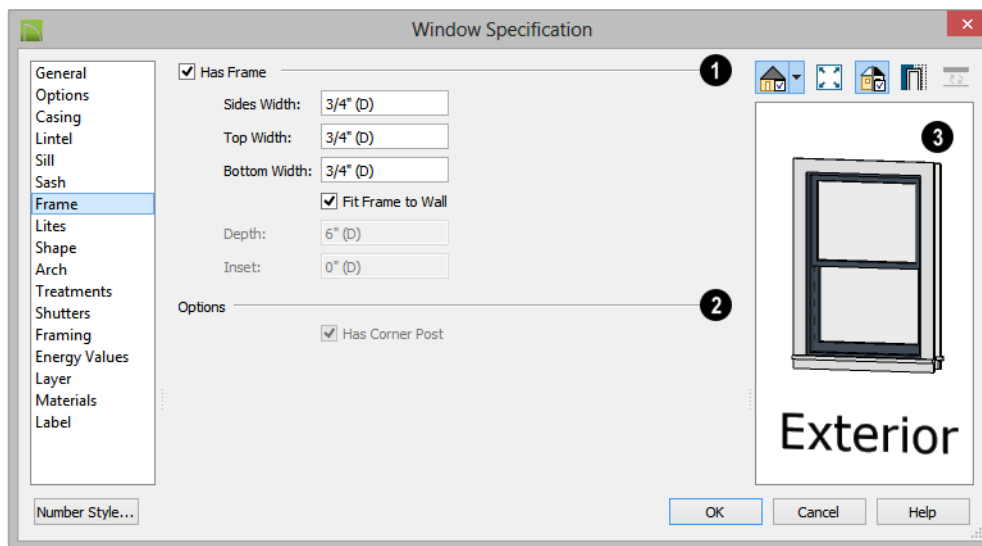 Window Specification
×
General
Options
Casing
Lintel
Sill
Sash
Frame
Lites
Shape
Arch
Treatments
Shutters
Framing
Energy Values
Layer
Materials
Label
Number Style...
Has Frame
1
Sides Width: 3/4" (D)
Top Width: 3/4" (D)
Bottom Width: 3/4" (D)
Fit Frame to Wall
Depth: 6" (D)
Inset: 0" (D)
Options
2
Has Corner Post
3
Exterior
OK
Cancel
Help